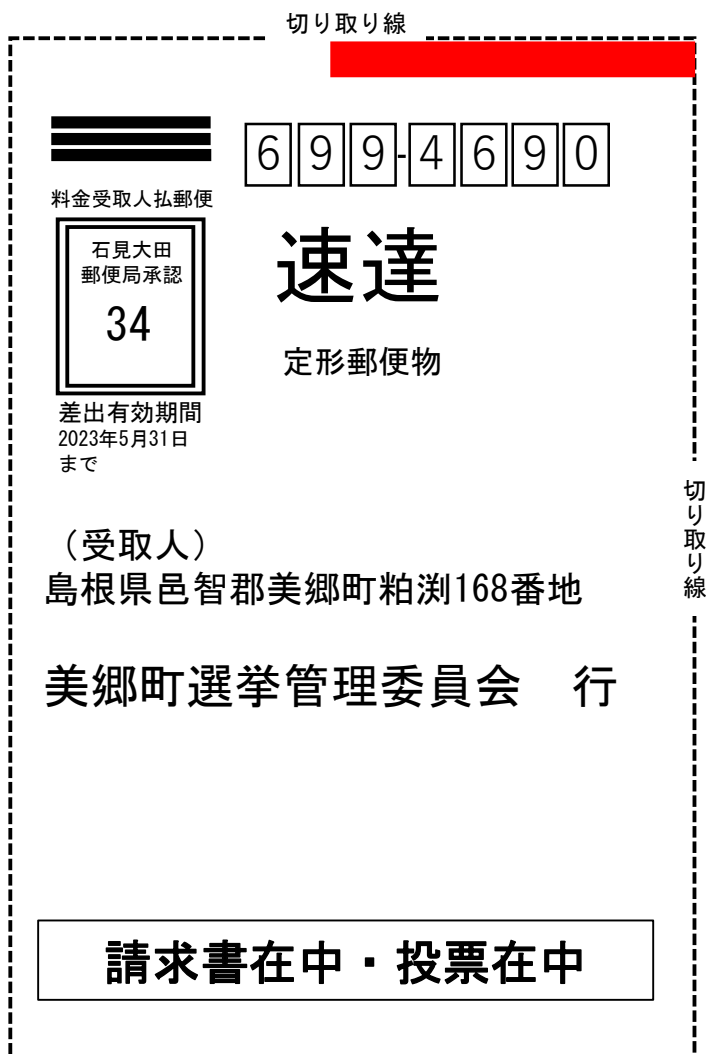 切り取り線
699-4690
料金受取人払郵便
石見大田
郵便局承認
34
速達
定形郵便物
差出有効期間
2023年5月31日
まで
切り取り線
（受取人）
島根県邑智郡美郷町粕渕168番地
美郷町選挙管理委員会　行
請求書在中・投票在中